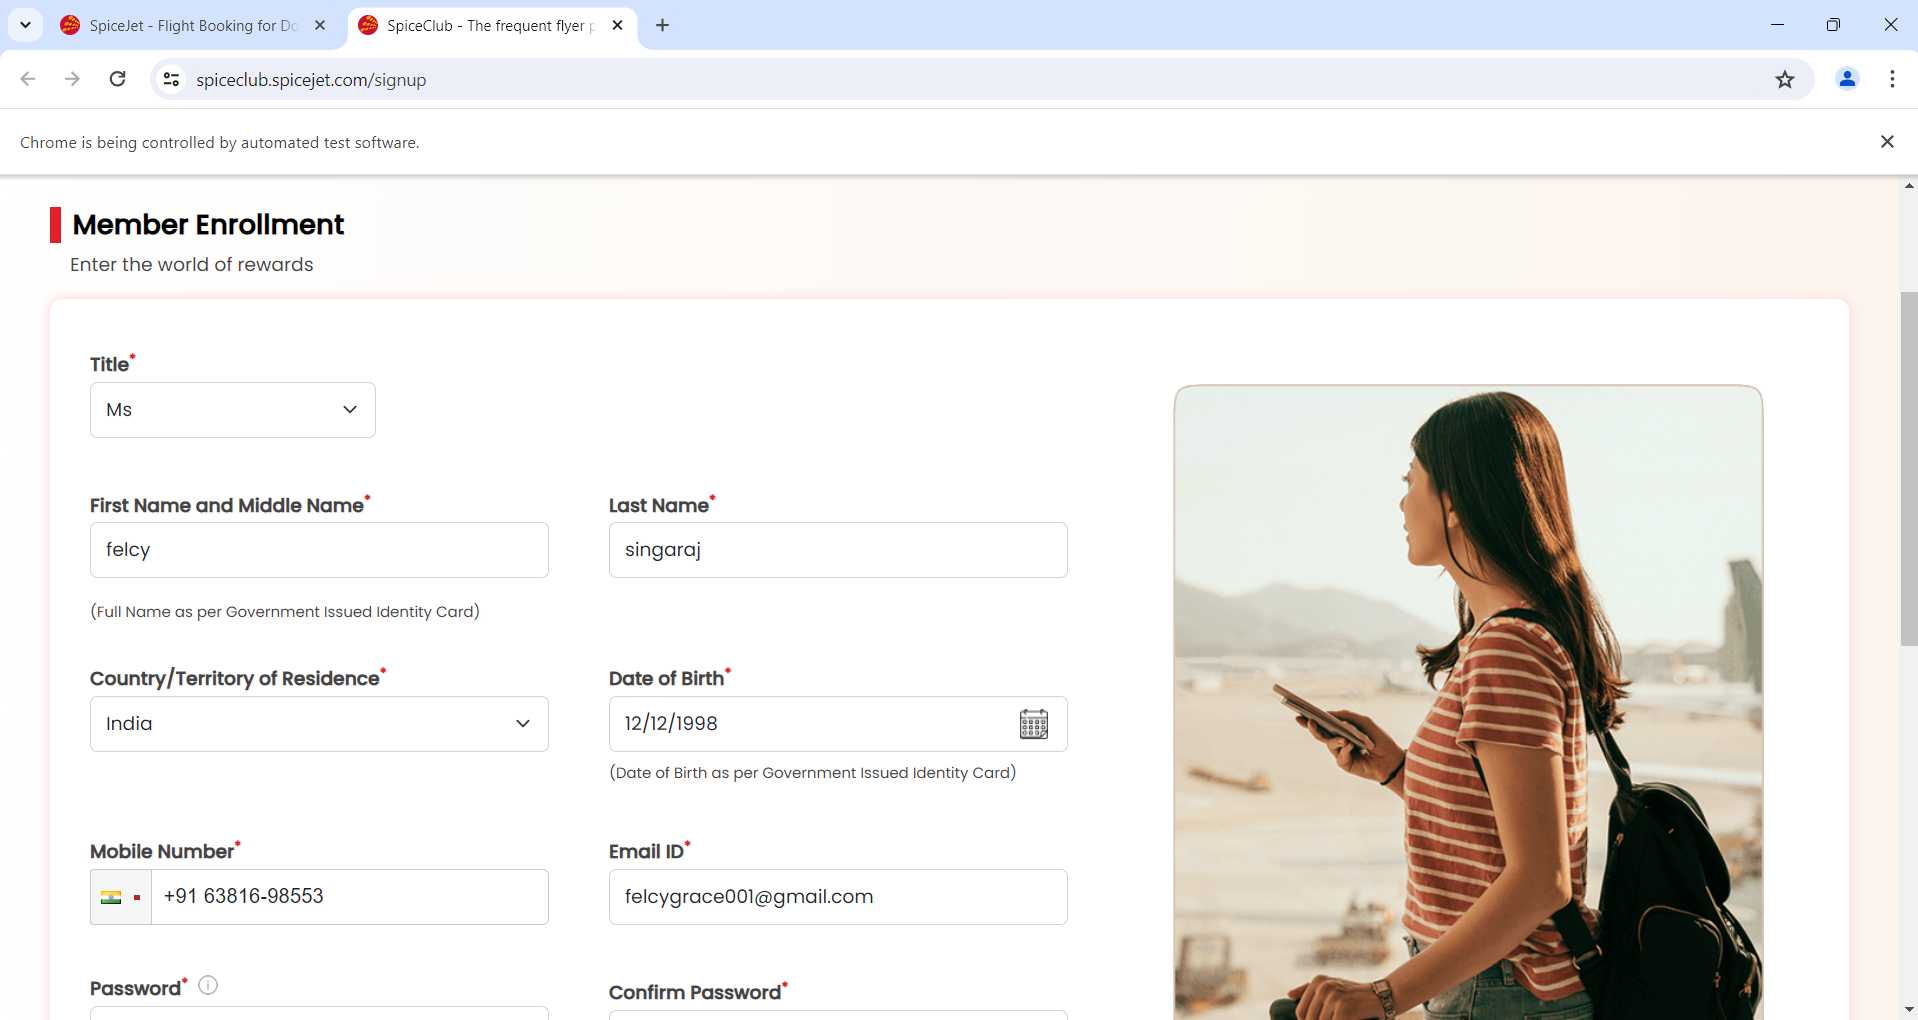 SpiceJet - Flight Booking for Do
SpiceClub - The frequent flyer p
spiceclub.spicejet.com/signup
Chrome is being controlled by automated test software.
Member Enrollment
Enter the world of rewards
Title*
Ms
First Name and Middle Name*
Last Name*
felcy
singaraj
(Full Name as per Government Issued Identity Card)
Country/Territory of Residence*
Date of Birth*
India
12/12/1998
(Date of Birth as per Government Issued Identity Card)
Mobile Number*
Email ID*
+91 63816-98553
felcygrace001@gmail.com
Password*
Confirm Password*